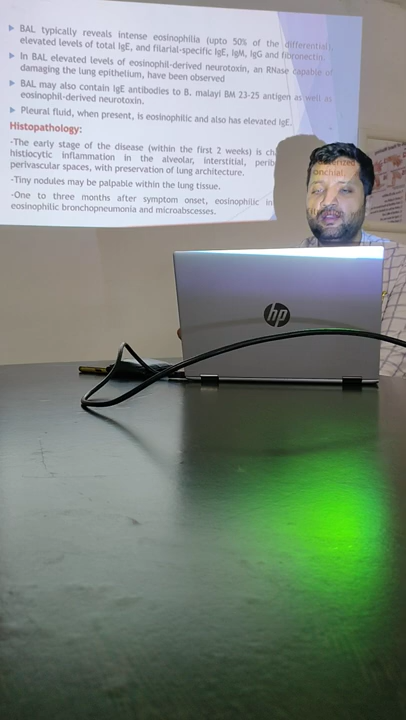 BAL typically reveals intense eosinophilia (upto 50% of the differential),
elevated levels of total IgE, and filarial-specific IgE, IgM, IgG and fibronectin.
In BAL elevated levels of eosinophil-derived neurotoxin, an RNase capable of
damaging the lung epithelium, have been observed
BAL may also contain IgE antibodies to B. malayi BM 23-25 antigen as well as
eosinophil-derived neurotoxin.
Pleural fluid, when present, is eosinophilic and also has elevated IgE.
Histopathology:
-The early stage of the disease (within the first 2 weeks) is
histiocytic inflammation in the alveolar, interstitial,
perivascular spaces, with preservation of lung architecture.
-Tiny nodules may be palpable within the lung tissue.
-One to three months after symptom onset, eosinophilic
eosinophilic bronchopneumonia and microabscesses.
hp